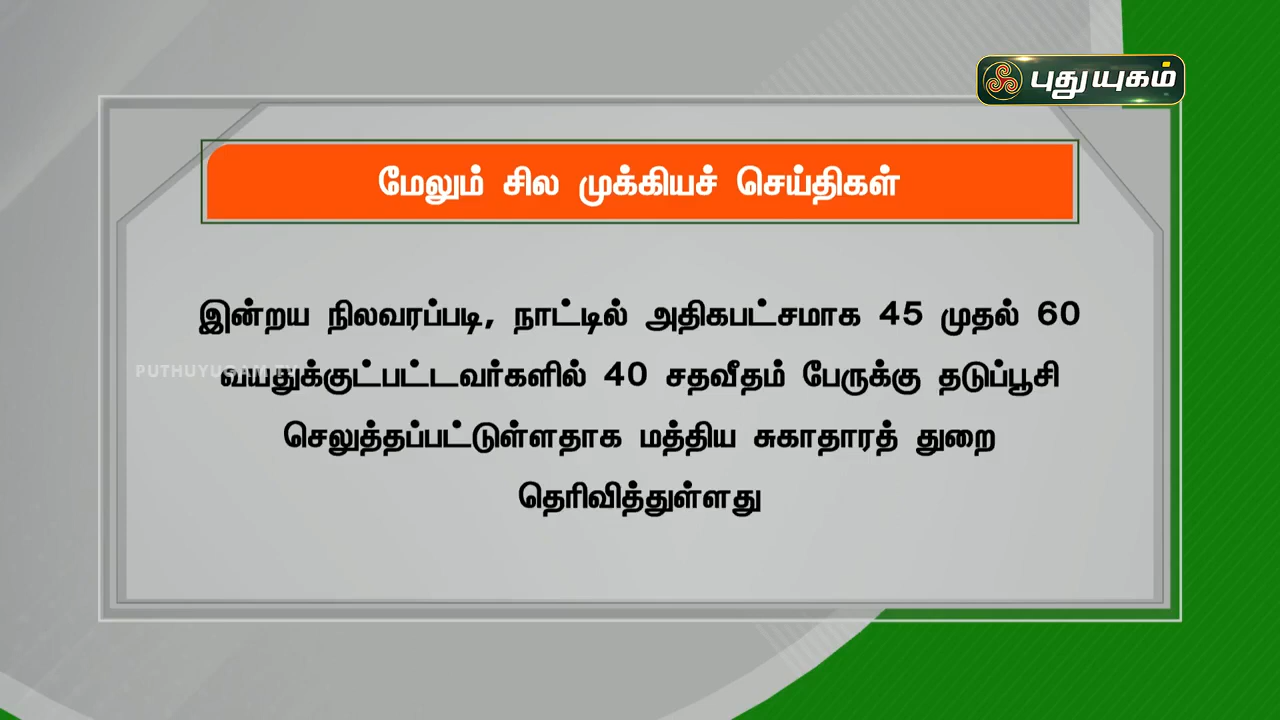 புதுயுகம்
மேலும் சில முக்கியச் செய்திகள்
இன்றய நிலவரப்படி, நாட்டில் அதிகபட்சமாக 45 முதல் 60
வயதுக்குட்பட்டவர்களில் 40 சதவீதம் பேருக்கு தடுப்பூசி
செலுத்தப்பட்டுள்ளதாக மத்திய சுகாதாரத் துறை
தெரிவித்துள்ளது
PUTHUYUGAM TV